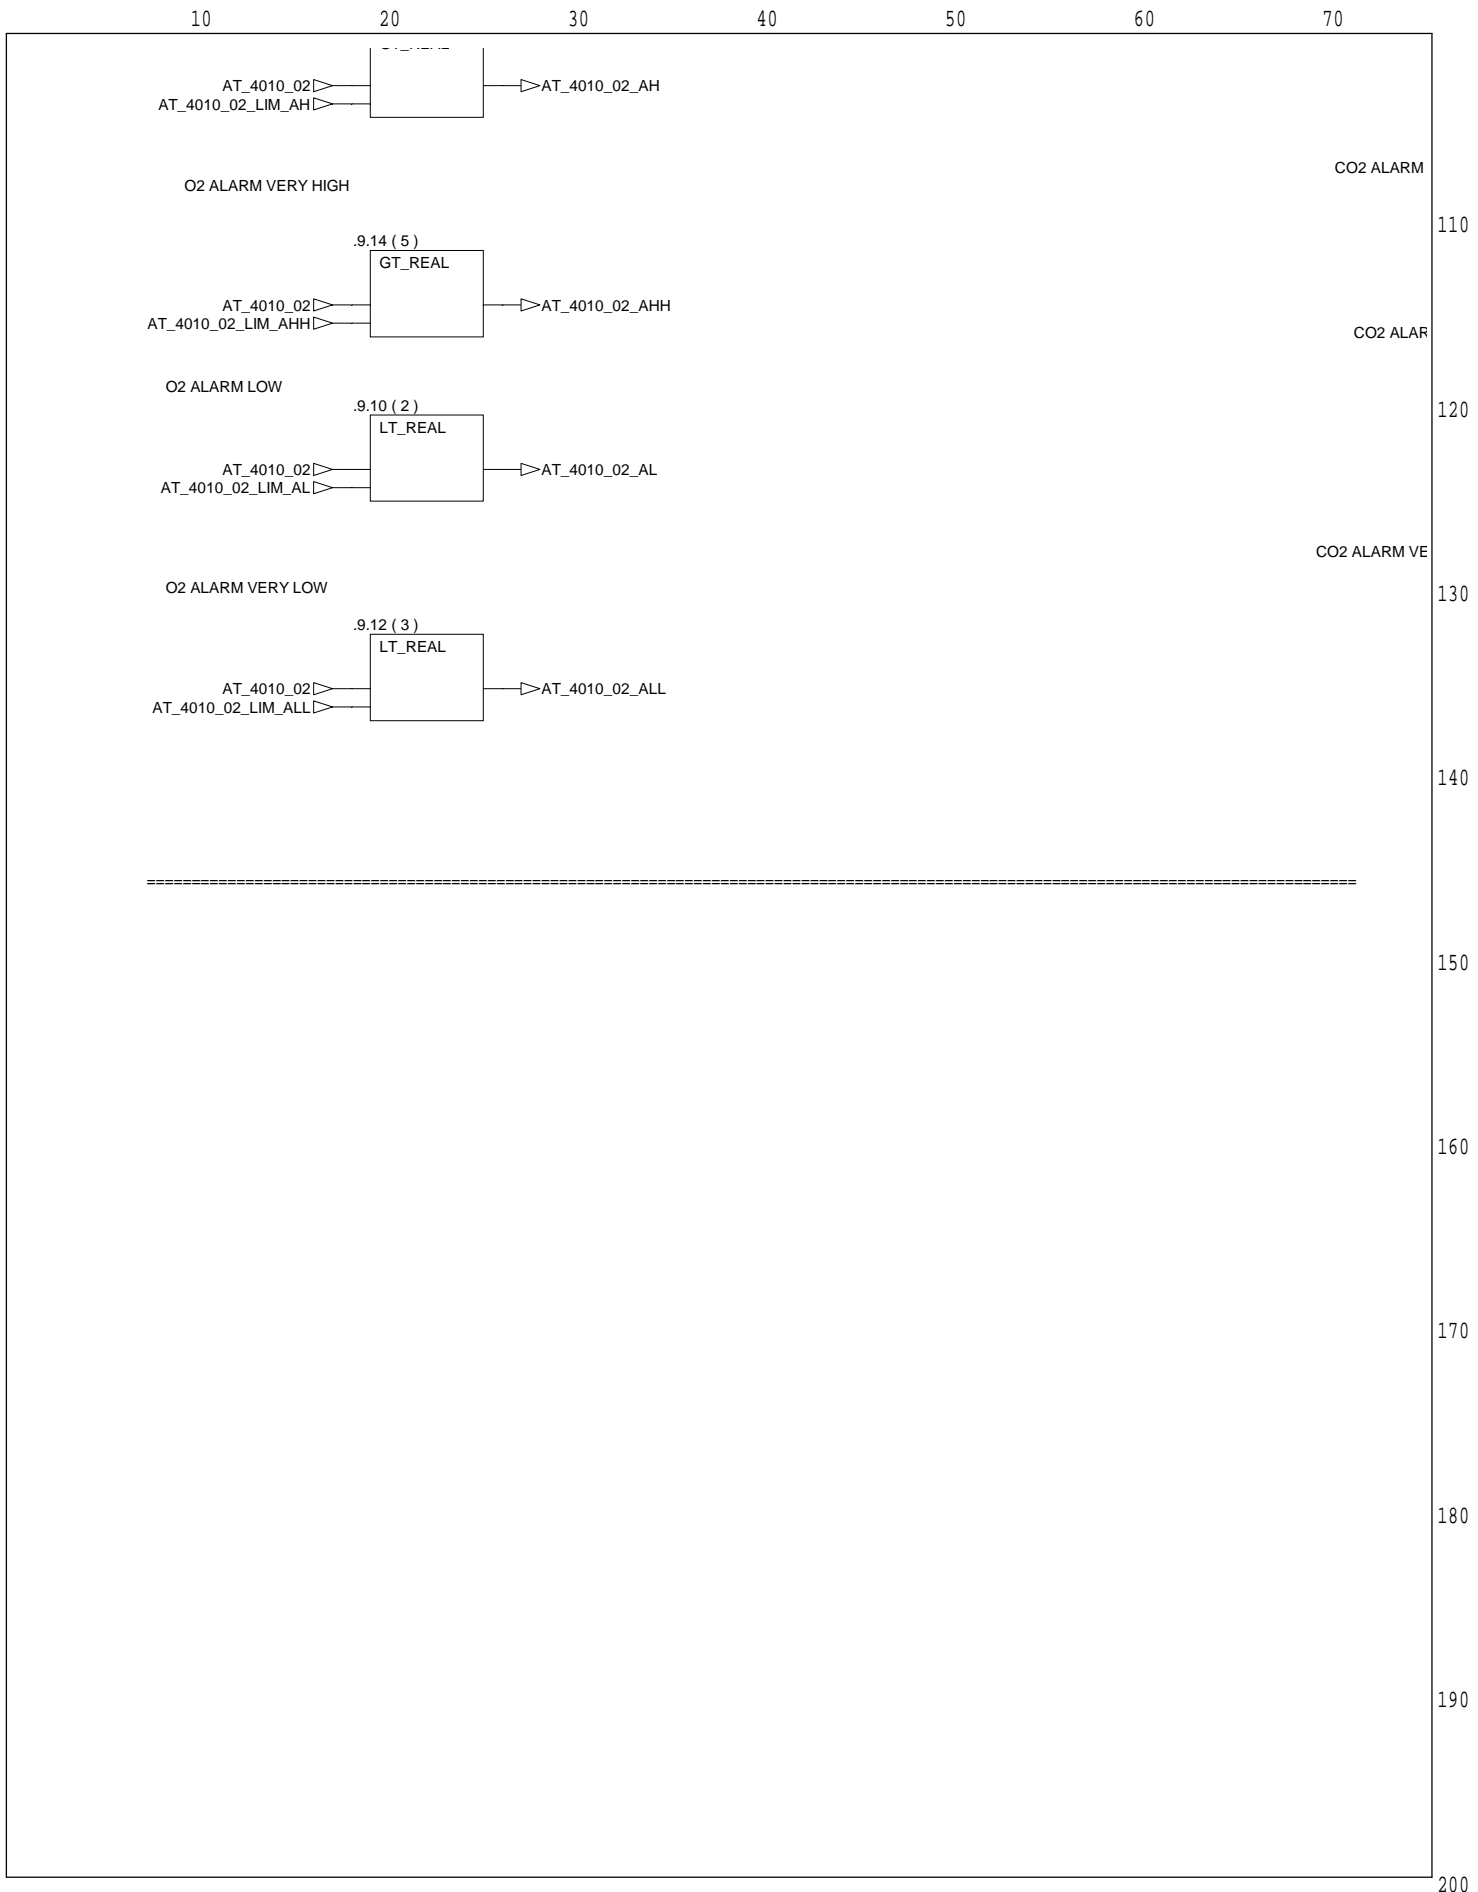 10 20 30 40 50 60 70
AT_4010_02 AT_4010_02_AH
AT_4010_02_LIM_AH
CO2 ALARM
O2 ALARM VERY HIGH
110
.9.14 ( 5 )
GT_REAL
AT_4010_02 AT_4010_02_AHH
AT_4010_02_LIM_AHH
CO2 ALAR
O2 ALARM LOW
.9.10 ( 2 )
120
LT_REAL
AT_4010_02 AT_4010_02_AL
AT_4010_02_LIM_AL
CO2 ALARM VE
O2 ALARM VERY LOW
130
.9.12 ( 3 )
LT_REAL
AT_4010_02 AT_4010_02_ALL
AT_4010_02_LIM_ALL
140
150
160
170
180
190
200